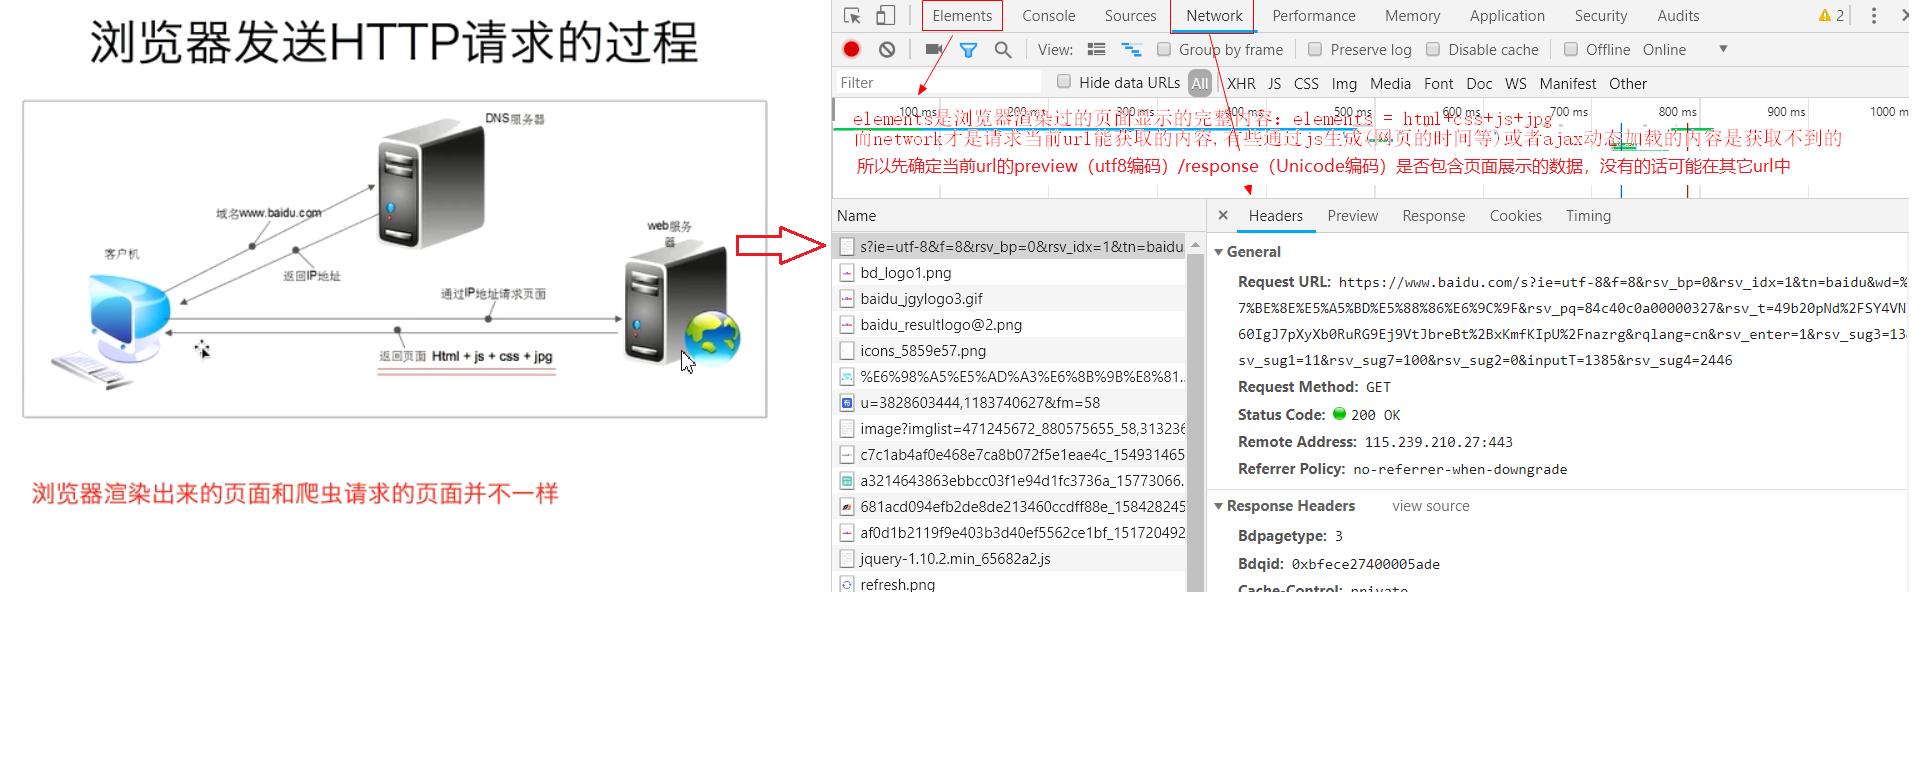 浏览器发送HTTP请求的过程
DNS服务器
域名www.baidu.com
web服务器
客户机
返回IP地址
通过IP地址请求页面
返回页面 Html + js + css + jpg
浏览器渲染出来的页面和爬虫请求的页面并不一样
Elements Console Sources Network Performance Memory Application Security Audits 2
View: Group by frame Preserve log Disable cache Offline Online
Filter Hide data URLs All XHR JS CSS Img Media Font Doc WS Manifest Other
100 ms 200 ms 300 ms 400 ms 500 ms 600 ms 700 ms 800 ms 900 ms 1000 m
elements是浏览器渲染过的页面显示的完整内容: elements = html+css+js+jpg
而network才是请求当前url能获取的内容,有些通过js生成(网页的时间等)或者ajax动态加载的内容是获取不到的
所以先确定当前url的preview（utf8编码）/response（Unicode编码）是否包含页面展示的数据，没有的话可能在其它url中
Name
s?ie=utf-8&f=8&rsv_bp=0&rsv_idx=1&tn=baidu
bd_logo1.png
baidu_jgylogo3.gif
baidu_resultlogo@2.png
icons_5859e57.png
%E6%98%A5%E5%AD%A3%E6%8B%9B%E8%81...
u=3828603444,1183740627&fm=58
image?imglist=471245672_880575655_58,313236
c7c1ab4af0e468e7ca8b072f5e1eae4c_154931465
a3214643863ebbcc03f1e94d1fc3736a_15773066...
681acd094efb2de8de213460ccdff88e_158428245
af0d1b2119f9e403b3d40ef5562ce1bf_151720492
jquery-1.10.2.min_65682a2.js
refresh.png
Headers Preview Response Cookies Timing
General
Request URL: https://www.baidu.com/s?ie=utf-8&f=8&rsv_bp=0&rsv_idx=1&tn=baidu&wd=%
7%BE%8E%E5%A5%BD%E5%88%86%E6%9C%9F&rsv_pq=84c40c0a00000327&rsv_t=49b20pNd%2FSY4VN
60IgJ7pXyXb0RuRG9Ej9VtJbreBt%2BxKmfKIpU%2Fnazrg&rqlang=cn&rsv_enter=1&rsv_sug3=13
sv_sug1=11&rsv_sug7=100&rsv_sug2=0&inputT=1385&rsv_sug4=2446
Request Method: GET
Status Code: 200 OK
Remote Address: 115.239.210.27:443
Referrer Policy: no-referrer-when-downgrade
Response Headers view source
Bdpagetype: 3
Bdqid: 0xbfece27400005ade
Cache-Control: private